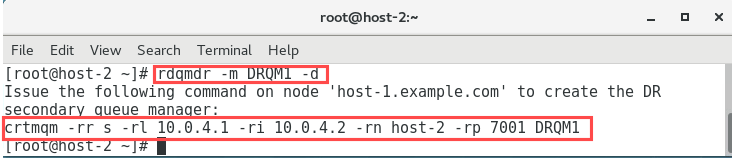 root@host-2:~
File Edit View Search Terminal Help
[root@host-2 ~]# rdqmdr -m DRQM1 -d
Issue the following command on node 'host-1.example.com' to create the DR
secondary queue manager:
crtmqm -rr s -rl 10.0.4.1 -ri 10.0.4.2 -rn host-2 -rp 7001 DRQM1
[root@host-2 ~]#